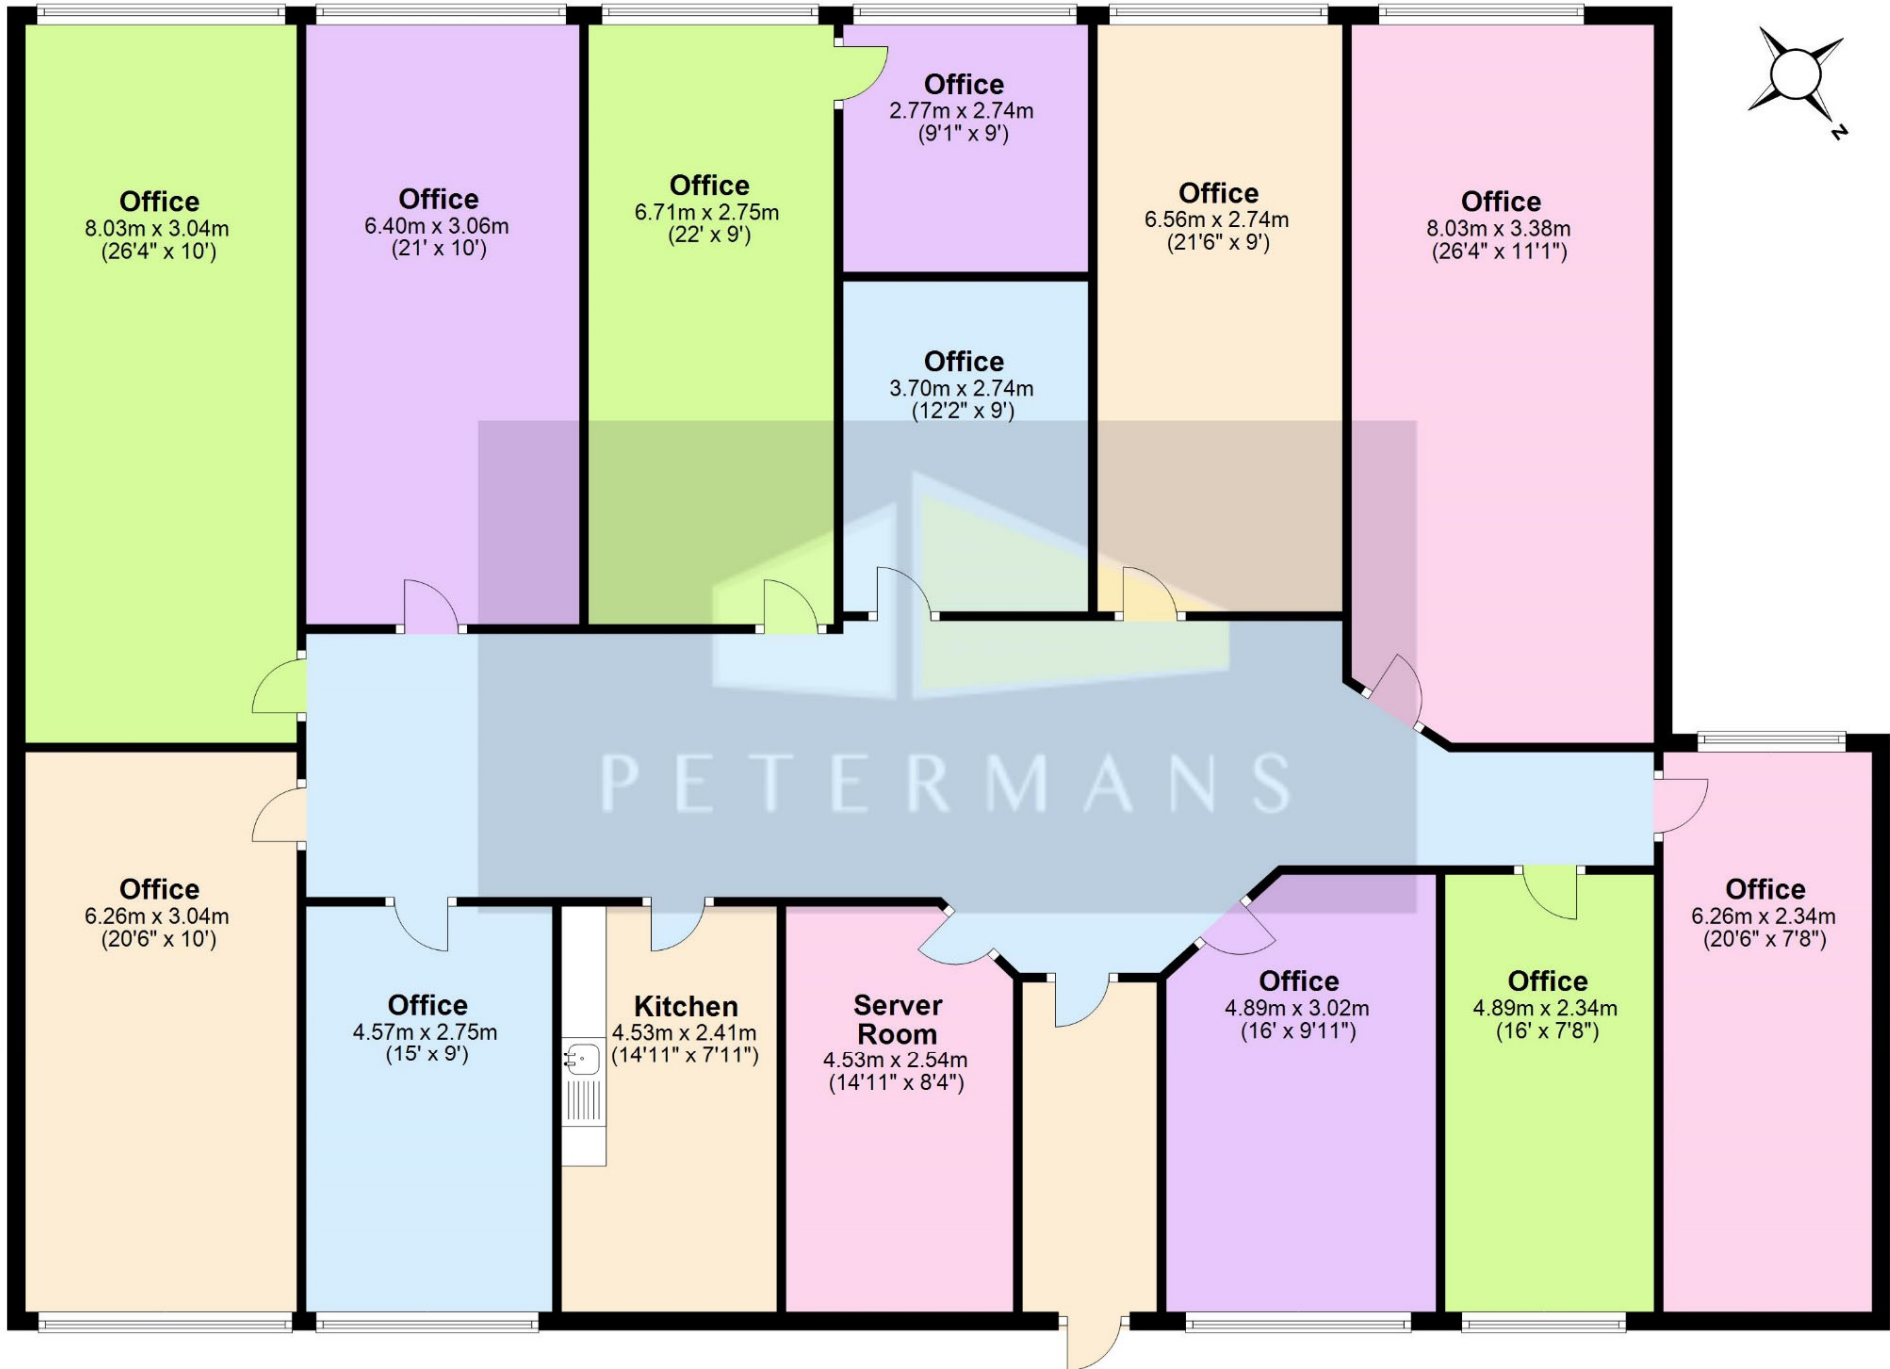 Office
8.03m x 3.04m
(26'4" x 10')
Office
6.40m x 3.06m
(21' x 10')
Office
6.71m x 2.75m
(22' x 9')
Office
2.77m x 2.74m
(9'1" x 9')
Office
3.70m x 2.74m
(12'2" x 9')
Office
6.56m x 2.74m
(21'6" x 9')
Office
8.03m x 3.38m
(26'4" x 11'1")
N
PETERMANS
Office
6.26m x 3.04m
(20'6" x 10')
Office
4.57m x 2.75m
(15' x 9')
Kitchen
4.53m x 2.41m
(14'11" x 7'11")
Server
Room
4.53m x 2.54m
(14'11" x 8'4")
Office
4.89m x 3.02m
(16' x 9'11")
Office
4.89m x 2.34m
(16' x 7'8")
Office
6.26m x 2.34m
(20'6" x 7'8")